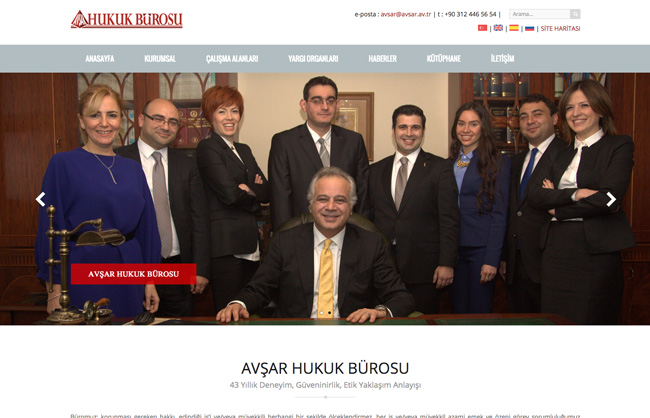 HUKUK BÜROSU
e-posta : avsar@avsar.av.tr | t : +90 312 446 56 54 |
Arama...
| | | | SİTE HARİTASI
ANASAYFA KURUMSAL ÇALIŞMA ALANLARI YARGI ORGANLARI HABERLER KÜTÜPHANE İLETİŞİM
AVŞAR HUKUK BÜROSU
AVŞAR HUKUK BÜROSU
43 Yıllık Deneyim, Güveninirlik, Etik Yaklaşım Anlayışı